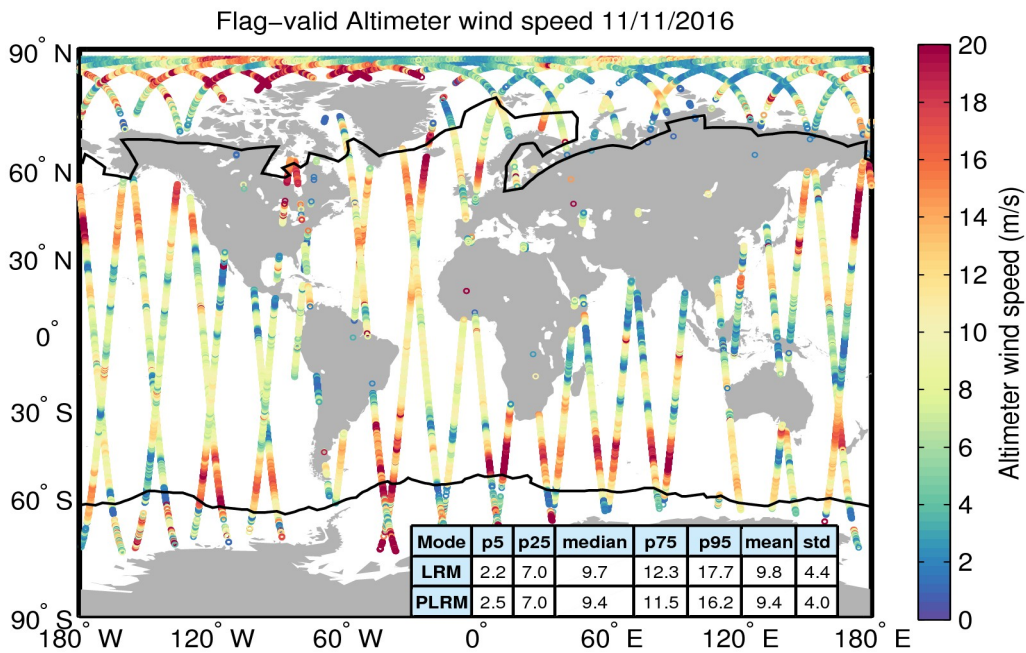 Flag−valid Altimeter wind speed 11/11/2016
90° N
60° N
30° N
0°
30° S
60° S
90° S
180° W
120° W
60° W
0°
60° E
120° E
180° E
Mode p5 p25 median p75 p95 mean std
LRM 2.2 7.0 9.7 12.3 17.7 9.8 4.4
PLRM 2.5 7.0 9.4 11.5 16.2 9.4 4.0
20
18
16
14
12
10
8
6
4
2
0
Altimeter wind speed (m/s)